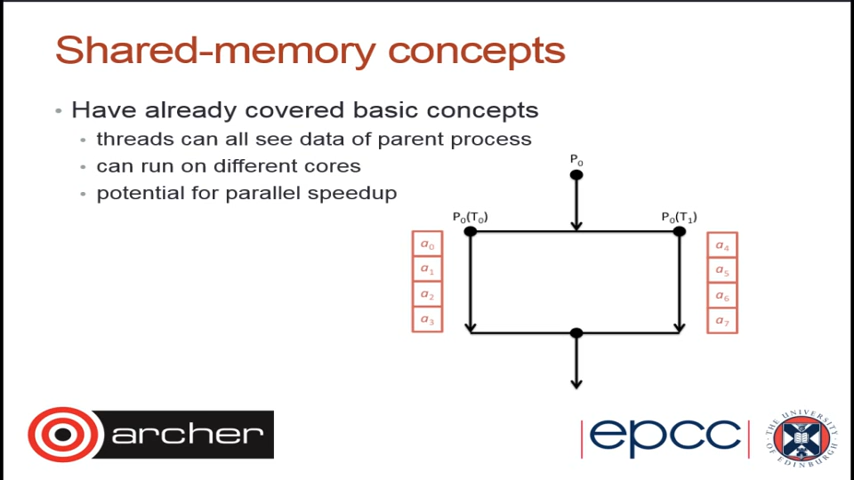 Shared-memory concepts
• Have already covered basic concepts
• threads can all see data of parent process
• can run on different cores
• potential for parallel speedup
P₀
P₀(T₀)
P₀(T₁)
a₀
a₁
a₂
a₃
a₄
a₅
a₆
a₇
archer
epcc
THE UNIVERSITY OF EDINBURGH